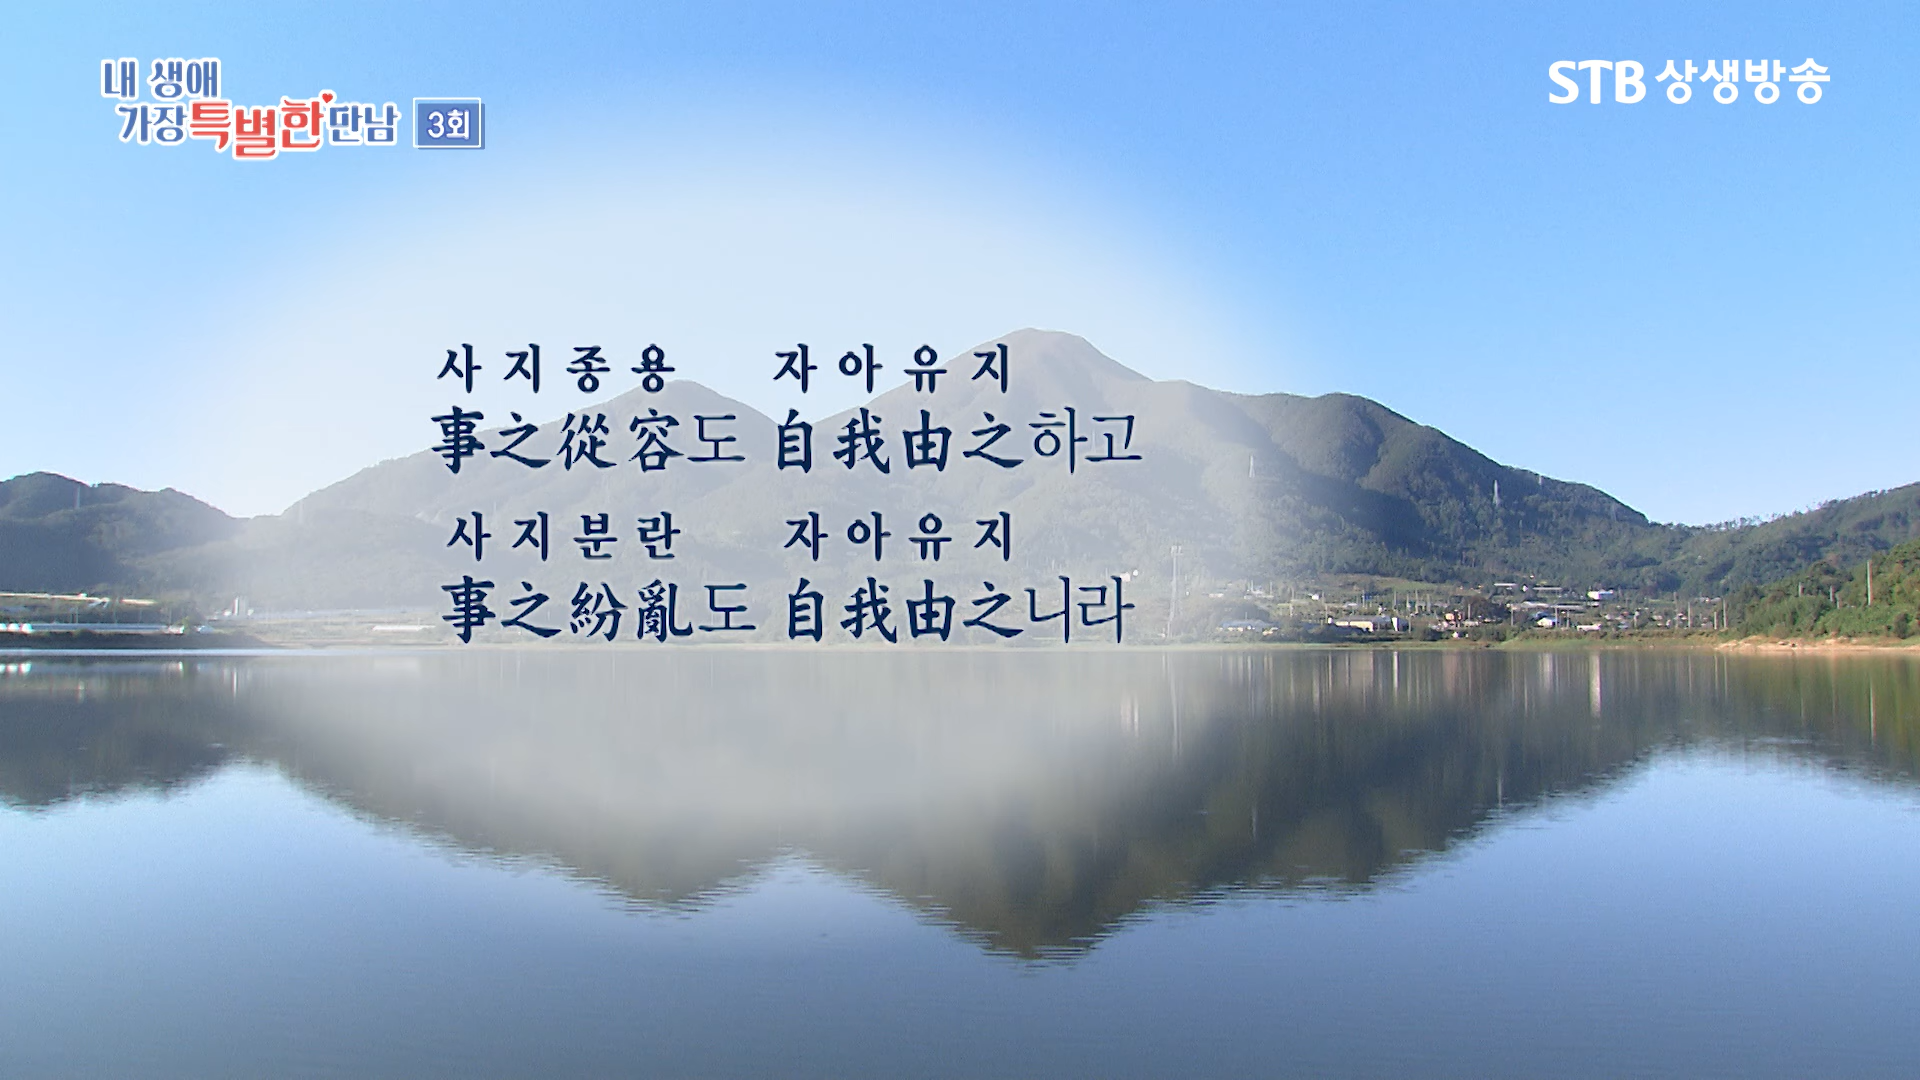 내 생애
가장 특별한 만남 3회
STB 상생방송
사지종용 자아유지
事之從容도 自我由之하고
사지분란 자아유지
事之紛亂도 自我由之니라